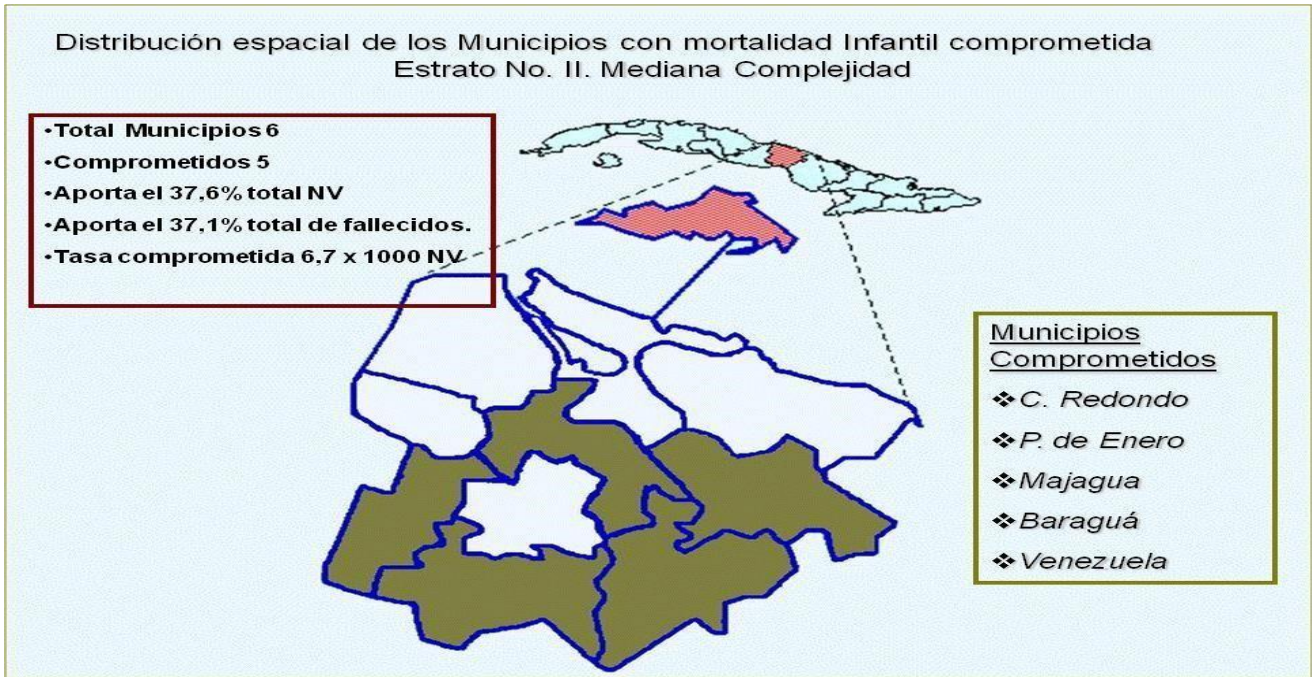 Distribución espacial de los Municipios con mortalidad Infantil comprometida
Estrato No. II. Mediana Complejidad
•Total Municipios 6
•Comprometidos 5
•Aporta el 37,6% total NV
•Aporta el 37,1% total de fallecidos.
•Tasa comprometida 6,7 x 1000 NV
Municipios
Comprometidos
❖C. Redondo
❖P. de Enero
❖Majagua
❖Baraguá
❖Venezuela